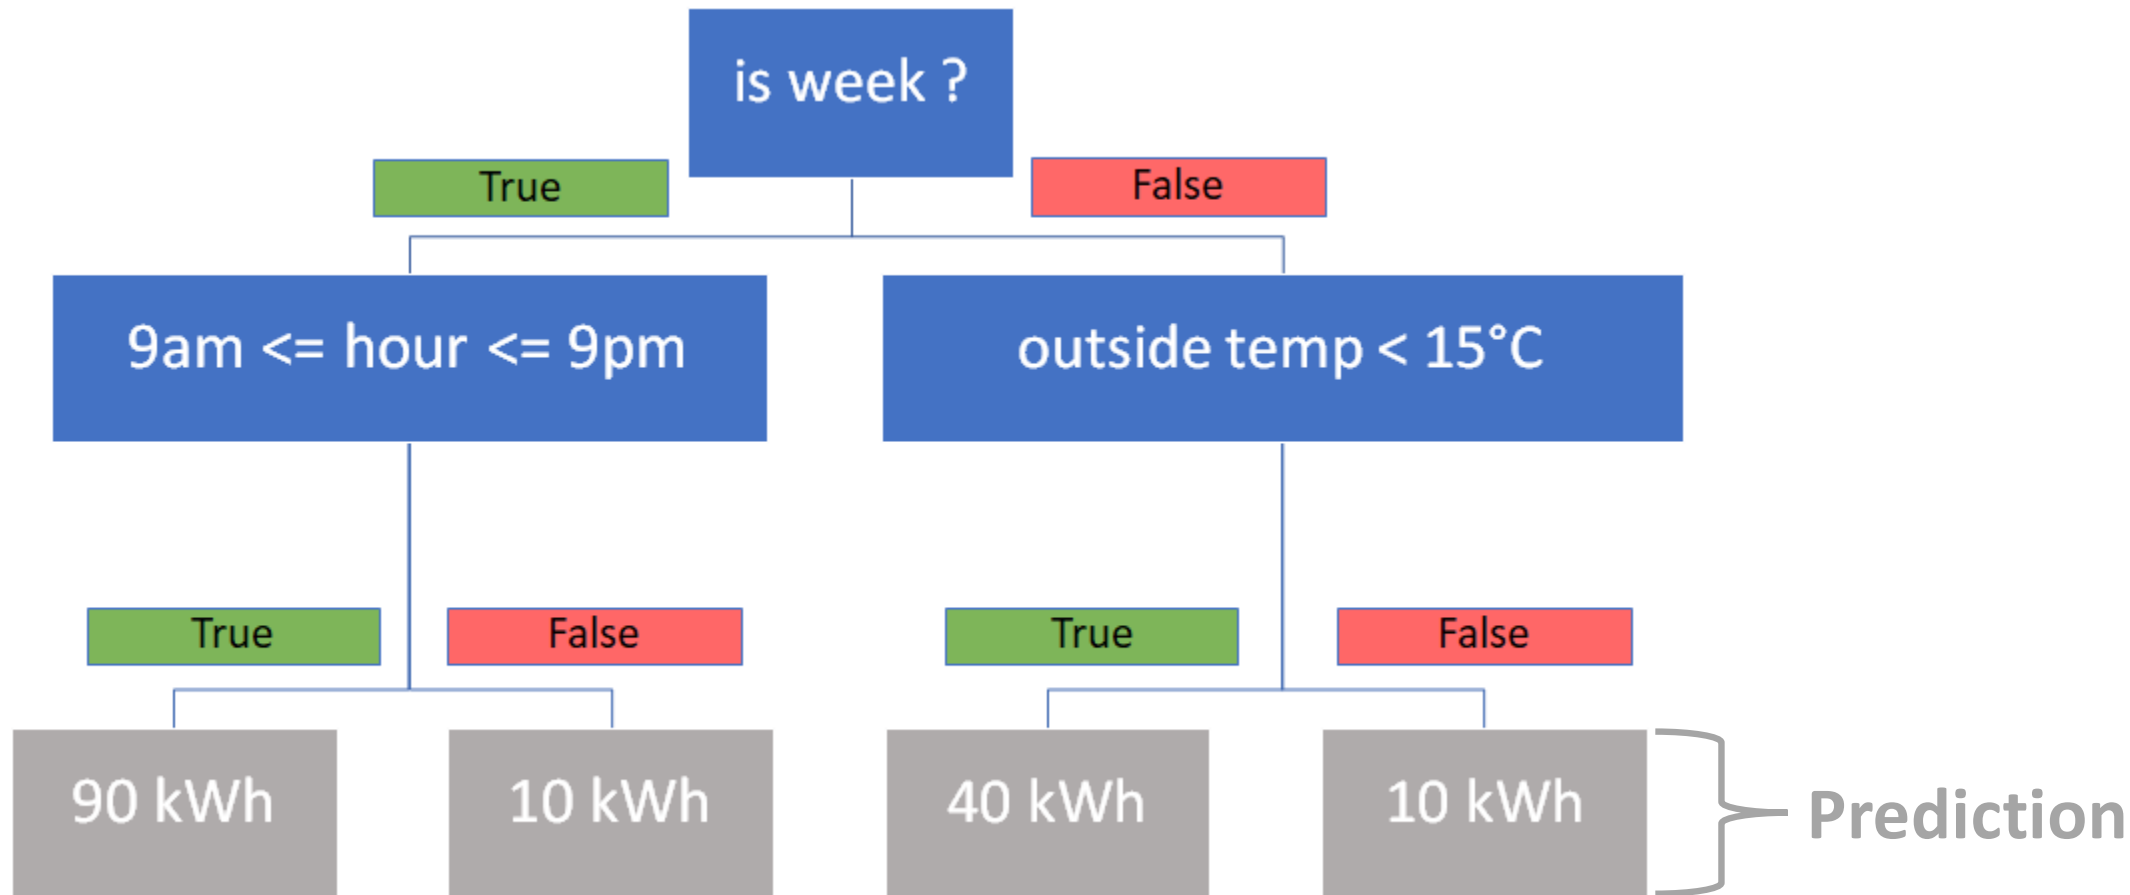 is week ?
True
False
9am <= hour <= 9pm
outside temp < 15°C
True
False
True
False
90 kWh
10 kWh
40 kWh
10 kWh
Prediction